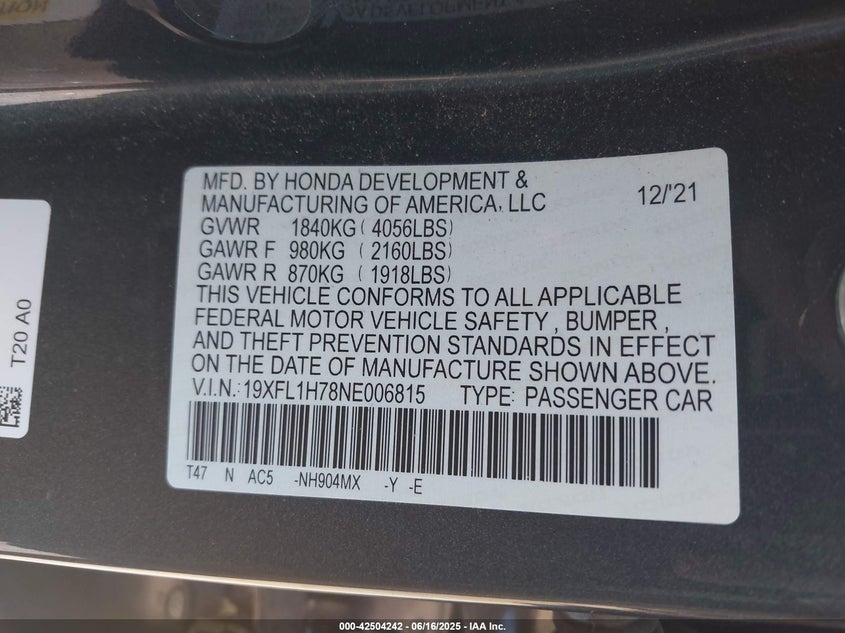 MFD. BY HONDA DEVELOPMENT &
MANUFACTURING OF AMERICA, LLC 12/'21
GVWR 1840KG ( 4056LBS)
GAWR F 980KG ( 2160LBS)
GAWR R 870KG ( 1918LBS)
THIS VEHICLE CONFORMS TO ALL APPLICABLE
FEDERAL MOTOR VEHICLE SAFETY , BUMPER ,
AND THEFT PREVENTION STANDARDS IN EFFECT
ON THE DATE OF MANUFACTURE SHOWN ABOVE.
V.I.N.: 19XFL1H78NE006815 TYPE: PASSENGER CAR
T47 N AC5 -NH904MX -Y -E
T20 A0
000-42504242 - 06/16/2025 - IAA Inc.